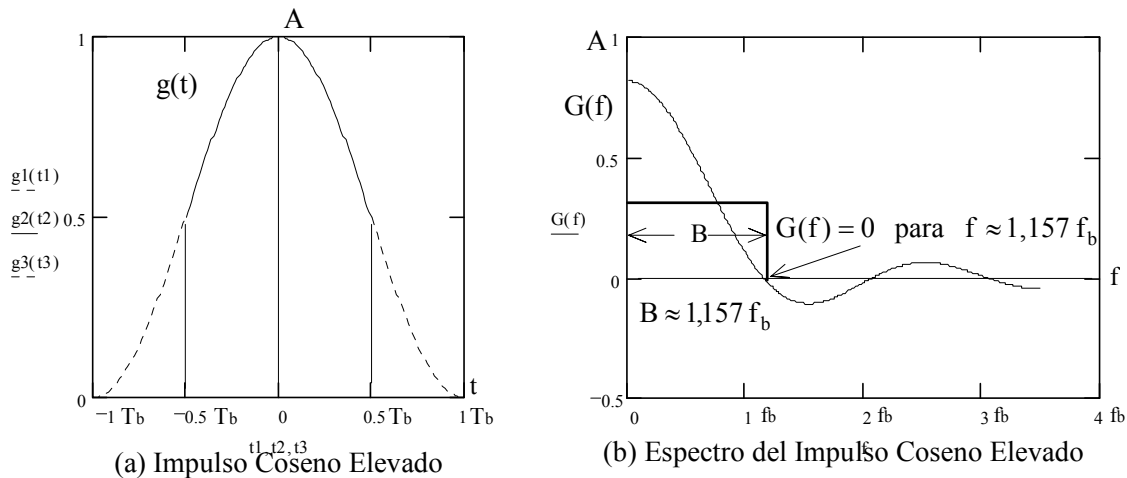 A
1
g(t)
g1(t1)
g2(t2)
g3(t3)
0.5
0
t
−1 Tb
−0.5 Tb
0
0.5 Tb
1 Tb
t1,t2,t3
(a) Impulso Coseno Elevado
A
1
G(f)
0.5
G(f)
B
G(f) = 0 para f ≈ 1,157 f_b
0
f
B ≈ 1,157 f_b
−0.5
0
1 fb
2 fb
3 fb
4 fb
f
(b) Espectro del Impulso Coseno Elevado